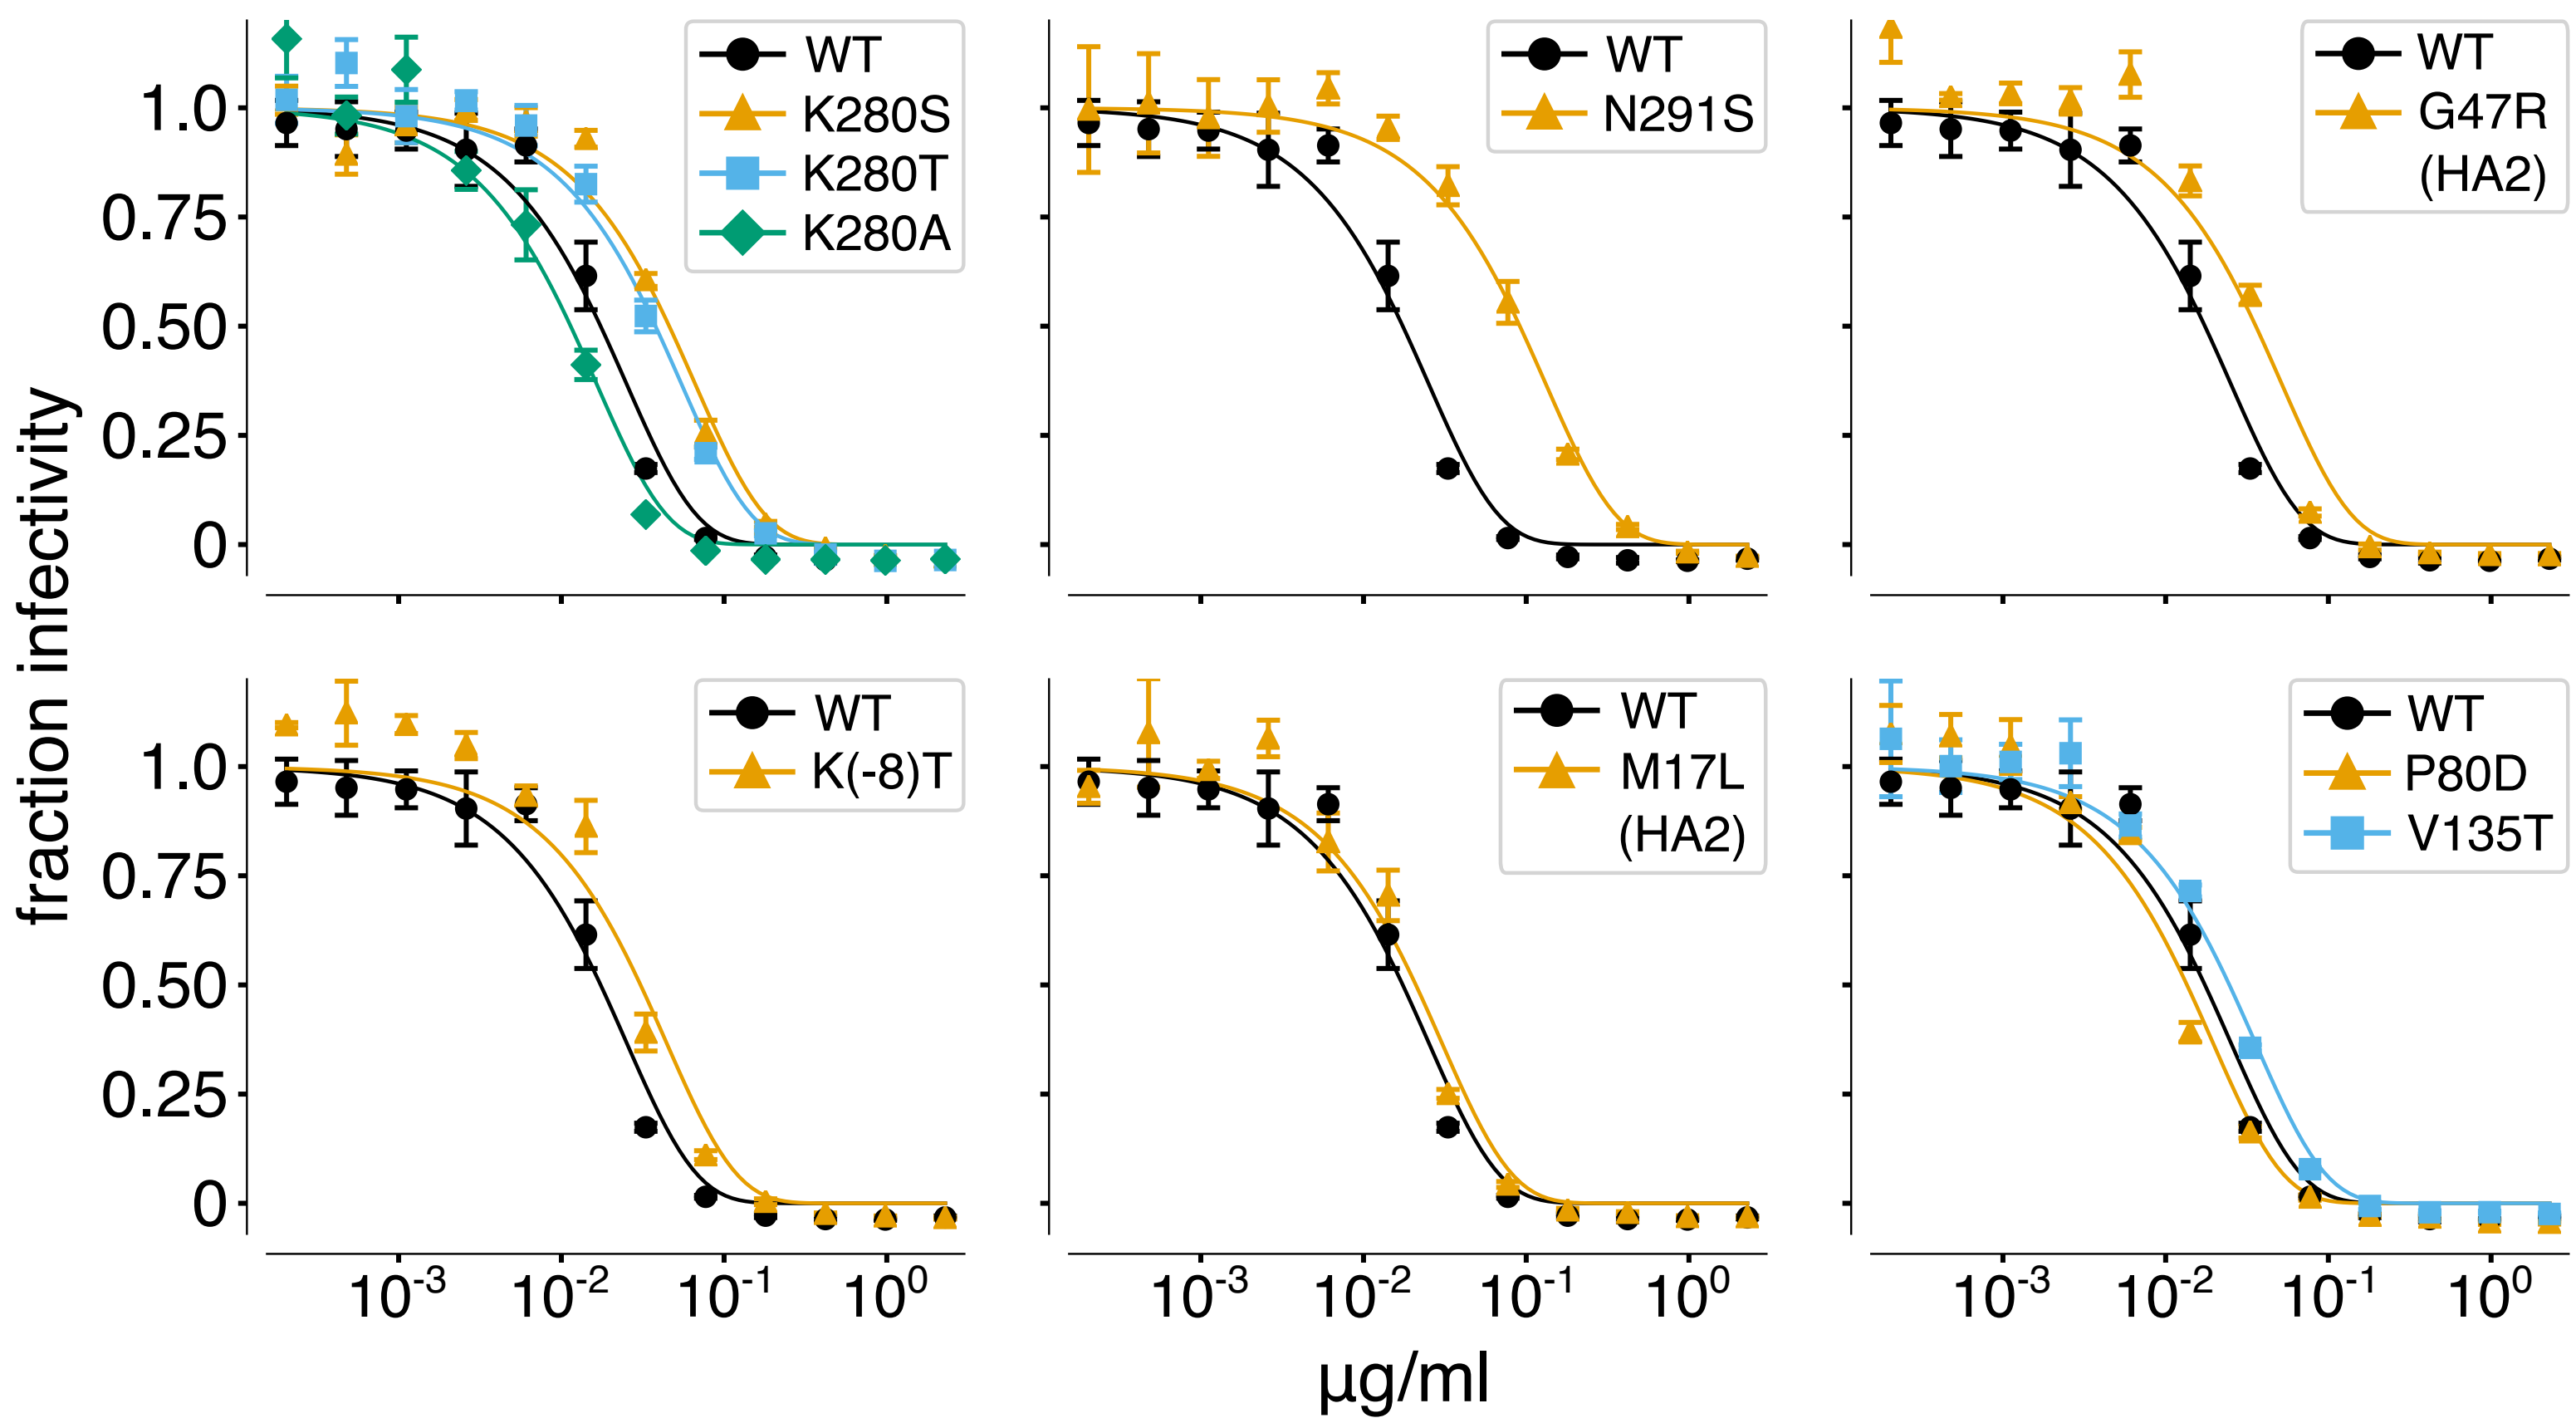 fraction infectivity
1.0
0.75
0.50
0.25
0
WT
K280S
K280T
K280A
WT
N291S
WT
G47R
(HA2)
1.0
0.75
0.50
0.25
0
WT
K(-8)T
WT
M17L
(HA2)
WT
P80D
V135T
10-3 10-2 10-1 100
10-3 10-2 10-1 100
10-3 10-2 10-1 100
µg/ml